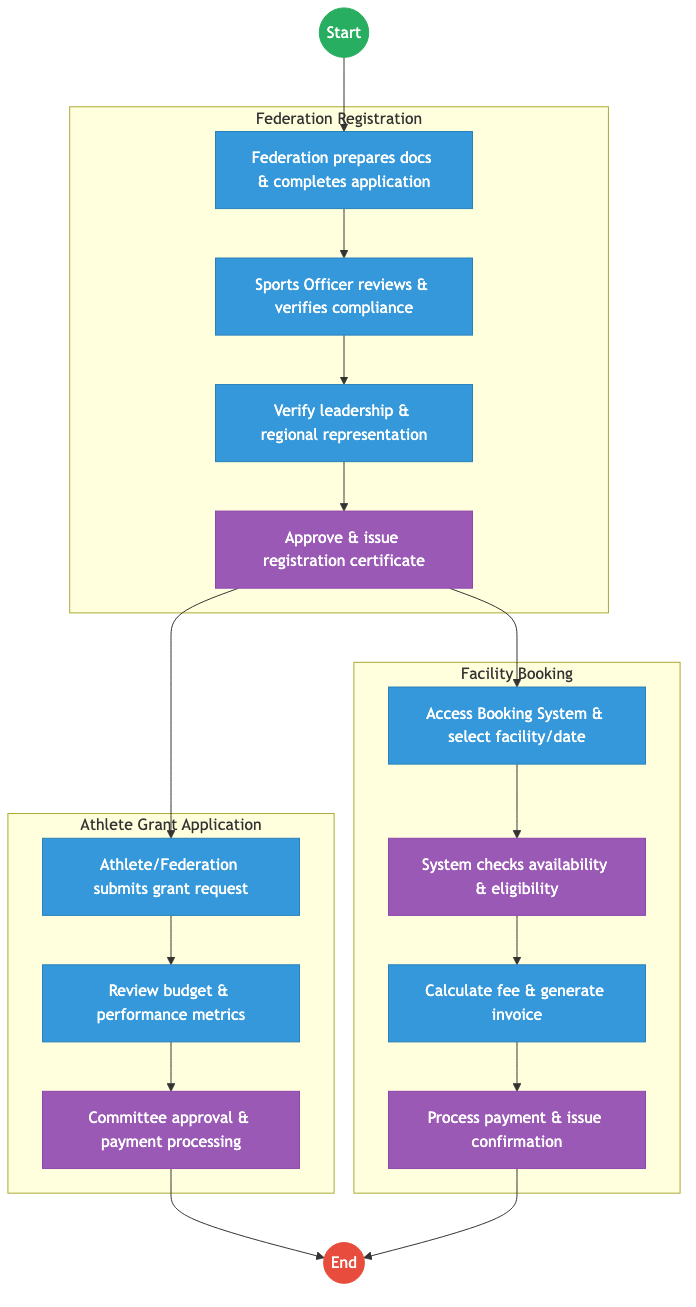 Start
Federation Registration
Federation prepares docs
& completes application
Sports Officer reviews &
verifies compliance
Verify leadership &
regional representation
Approve & issue
registration certificate
Facility Booking
Access Booking System &
select facility/date
System checks availability
& eligibility
Calculate fee & generate
invoice
Process payment & issue
confirmation
Athlete Grant Application
Athlete/Federation
submits grant request
Review budget &
performance metrics
Committee approval &
payment processing
End